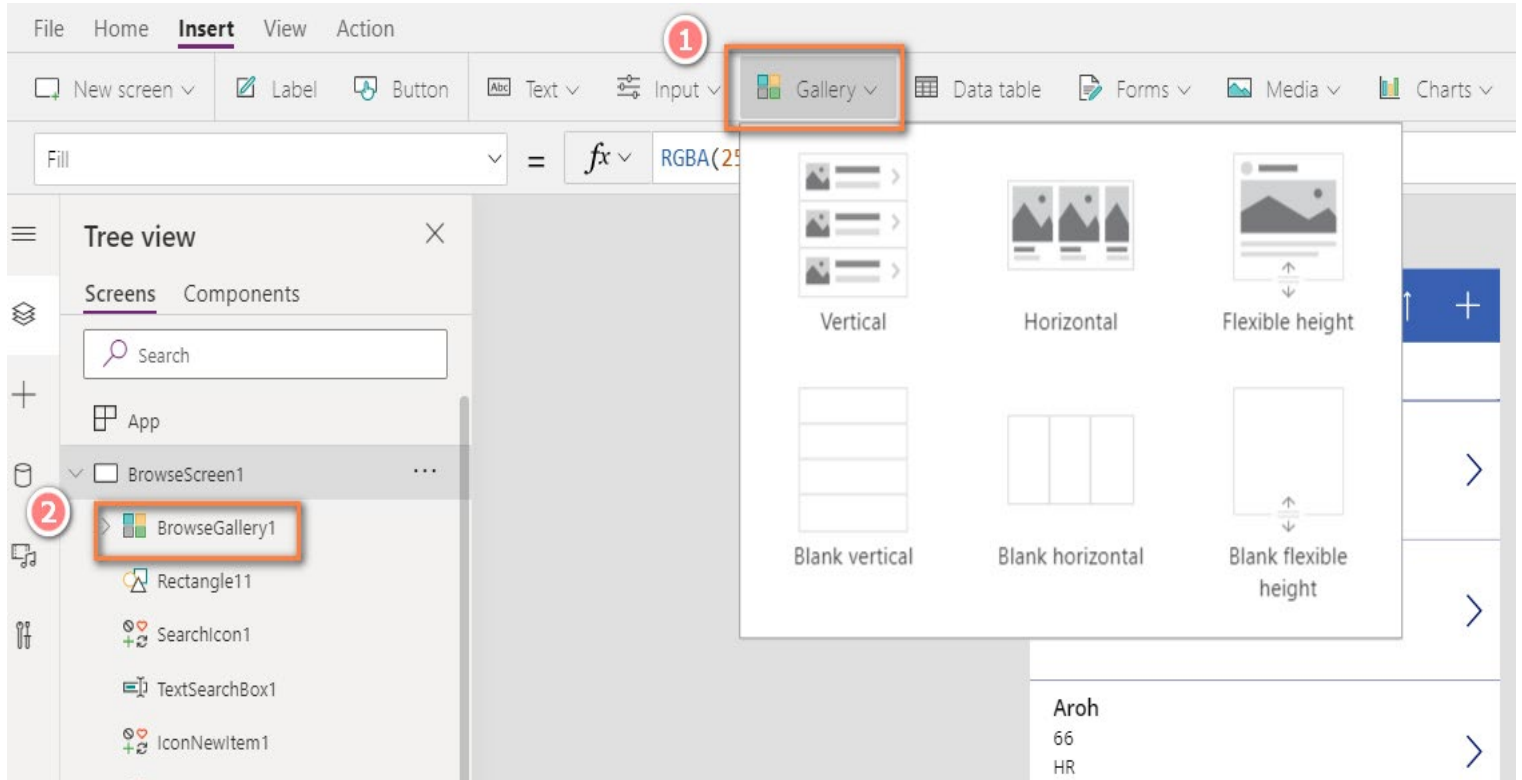 File Home Insert View Action
1
New screen Label Button Abc Text Input Gallery Data table Forms Media Charts
Fill = fx RGBA(25
Tree view
Screens Components
Search
App
BrowseScreen1 ...
2
BrowseGallery1
Rectangle11
SearchIcon1
TextSearchBox1
IconNewItem1
Vertical Horizontal Flexible height
Blank vertical Blank horizontal Blank flexible
height
Aroh
66
HR